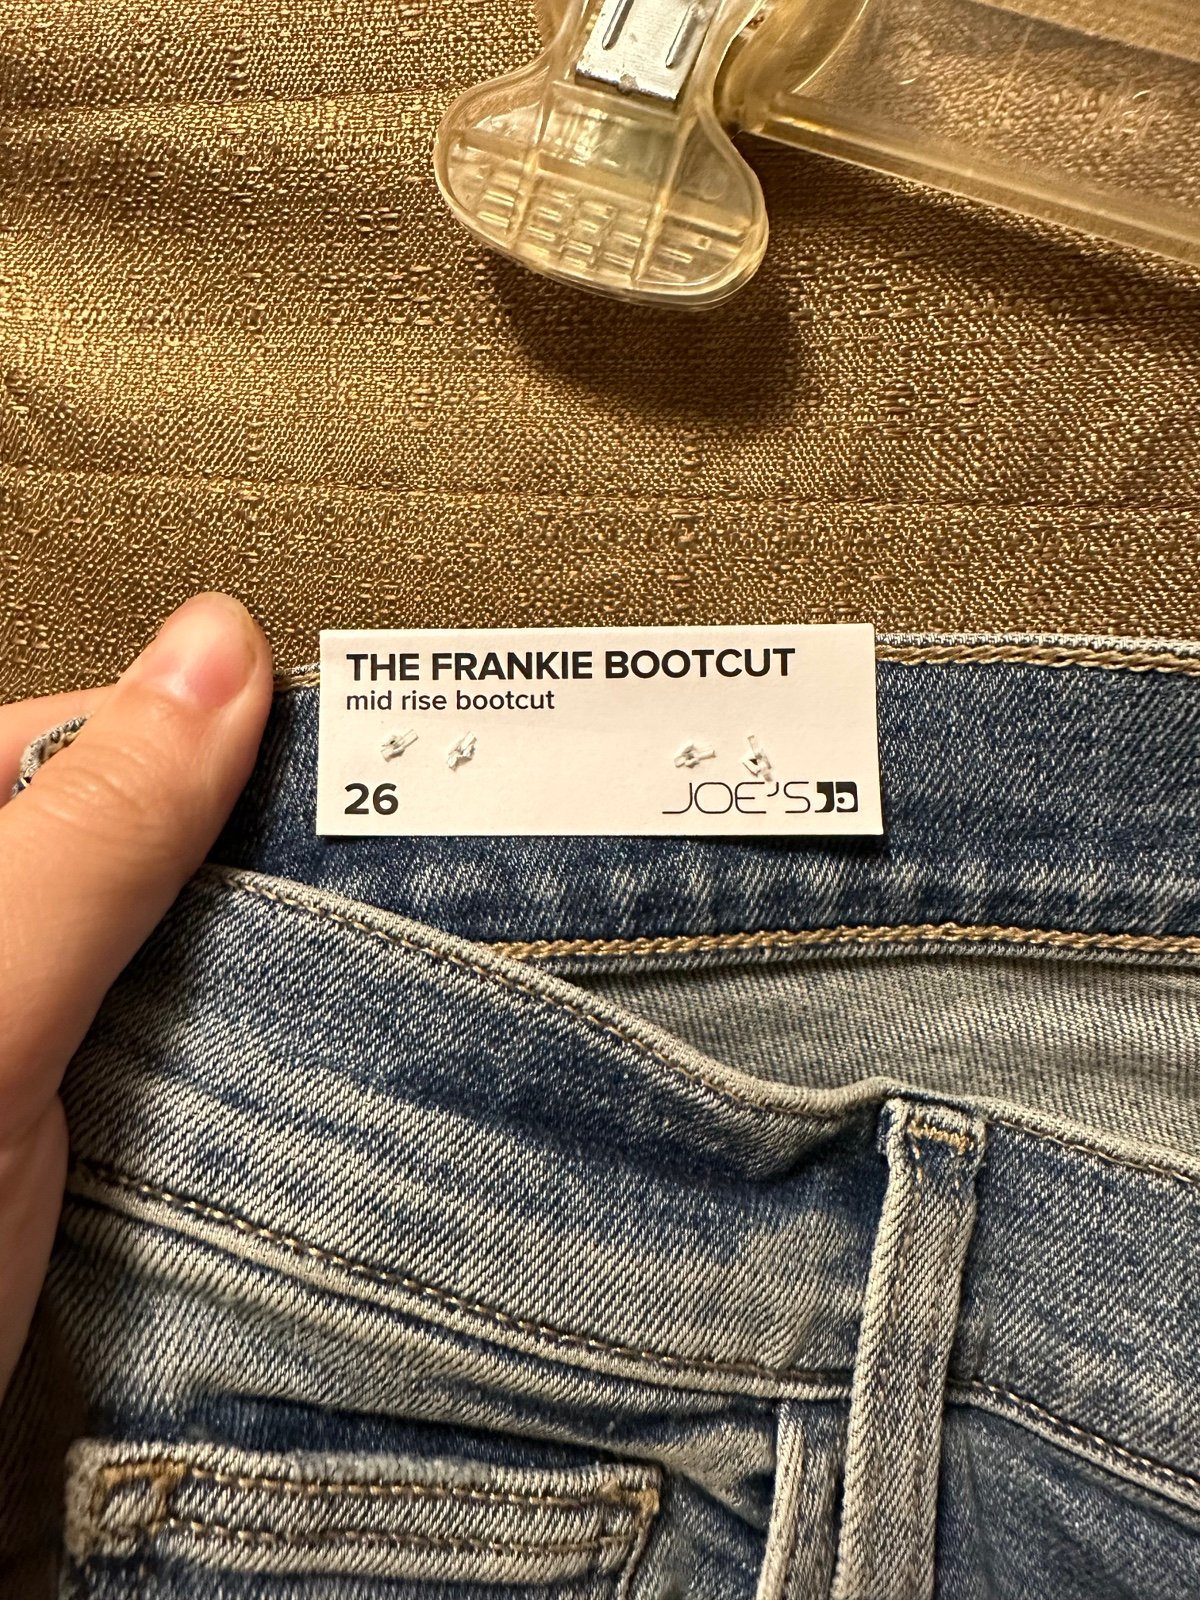 THE FRANKIE BOOTCUT
mid rise bootcut
26
JOE'S